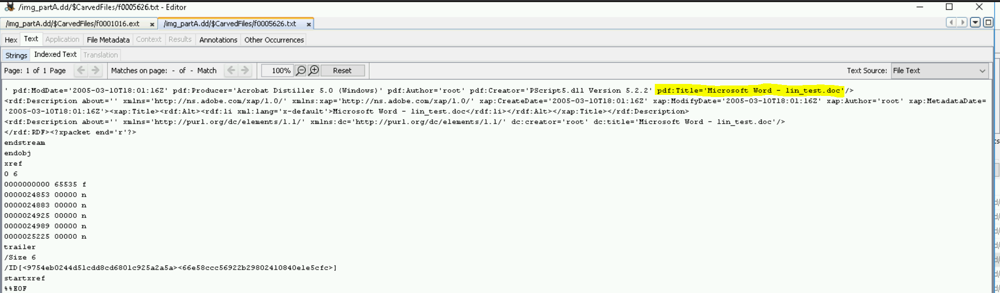 /img_partA.dd/$CarvedFiles/f0005626.txt - Editor
/img_partA.dd/$CarvedFiles/f0001016.ext x /img_partA.dd/$CarvedFiles/f0005626.txt x
Hex Text Application File Metadata Context Results Annotations Other Occurrences
Strings Indexed Text Translation
Page: 1 of 1 Page Matches on page: - of - Match 100% Reset Text Source: File Text
' pdf:ModDate='2005-03-10T18:01:16Z' pdf:Producer='Acrobat Distiller 5.0 (Windows)' pdf:Author='root' pdf:Creator='PScript5.dll Version 5.2.2' pdf:Title='Microsoft Word - lin_test.doc'/>
<rdf:Description about='' xmlns='http://ns.adobe.com/xap/1.0/' xmlns:xap='http://ns.adobe.com/xap/1.0/' xap:CreateDate='2005-03-10T18:01:16Z' xap:ModifyDate='2005-03-10T18:01:16Z' xap:Author='root' xap:MetadataDate=
'2005-03-10T18:01:16Z'><xap:Title><rdf:Alt><rdf:li xml:lang='x-default'>Microsoft Word - lin_test.doc</rdf:li></rdf:Alt></xap:Title></rdf:Description>
<rdf:Description about='' xmlns='http://purl.org/dc/elements/1.1/' xmlns:dc='http://purl.org/dc/elements/1.1/' dc:creator='root' dc:title='Microsoft Word - lin_test.doc'/>
</rdf:RDF><?xpacket end='r'?>
endstream
endobj
xref
0 6
0000000000 65535 f
0000024853 00000 n
0000024883 00000 n
0000024925 00000 n
0000024989 00000 n
0000025225 00000 n
trailer
/Size 6
/ID[<9754eb0244d51cdd8cd6801c925a2a5a><66e58ccc56922b29802410840e1e5cfc>]
startxref
%%EOF